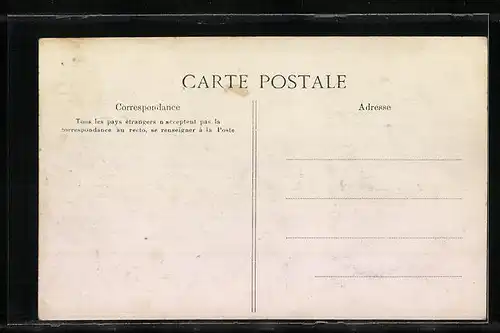 CARTE POSTALE
Correspondance
Tous les pays étrangers n'acceptent pas la
correspondance au recto, se renseigner à la Poste
Adresse